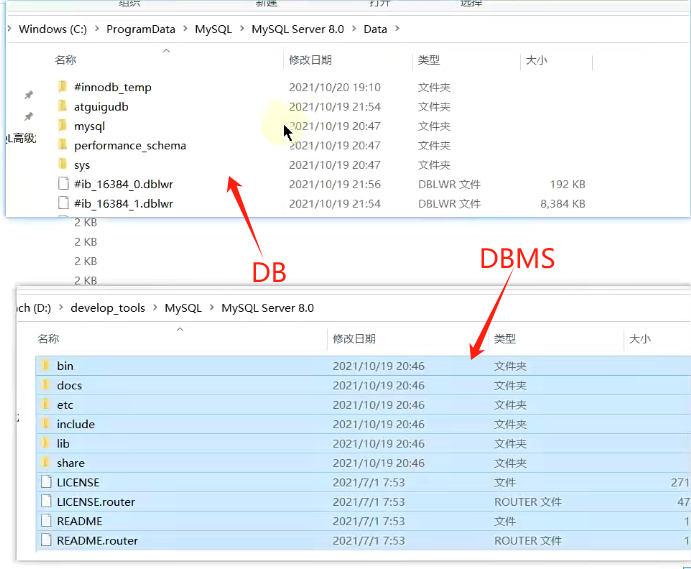 组织 新建 打开 选择
Windows (C:) > ProgramData > MySQL > MySQL Server 8.0 > Data >
名称 修改日期 类型 大小
#innodb_temp 2021/10/20 19:10 文件夹
atguigudb 2021/10/19 21:54 文件夹
mysql 2021/10/19 20:47 文件夹
QL高级 performance_schema 2021/10/19 20:47 文件夹
sys 2021/10/19 20:47 文件夹
#ib_16384_0.dblwr 2021/10/19 21:56 DBLWR 文件 192 KB
#ib_16384_1.dblwr 2021/10/19 21:54 DBLWR 文件 8,384 KB
2 KB
2 KB
2 KB
2 KB
DB
DBMS
ach (D:) > develop_tools > MySQL > MySQL Server 8.0
名称 修改日期 类型 大小
bin 2021/10/19 20:46 文件夹
docs 2021/10/19 20:46 文件夹
etc 2021/10/19 20:46 文件夹
include 2021/10/19 20:46 文件夹
lib 2021/10/19 20:46 文件夹
share 2021/10/19 20:46 文件夹
LICENSE 2021/7/1 7:53 文件 271
LICENSE.router 2021/7/1 7:53 ROUTER 文件 47
README 2021/7/1 7:53 文件 1
README.router 2021/7/1 7:53 ROUTER 文件 1